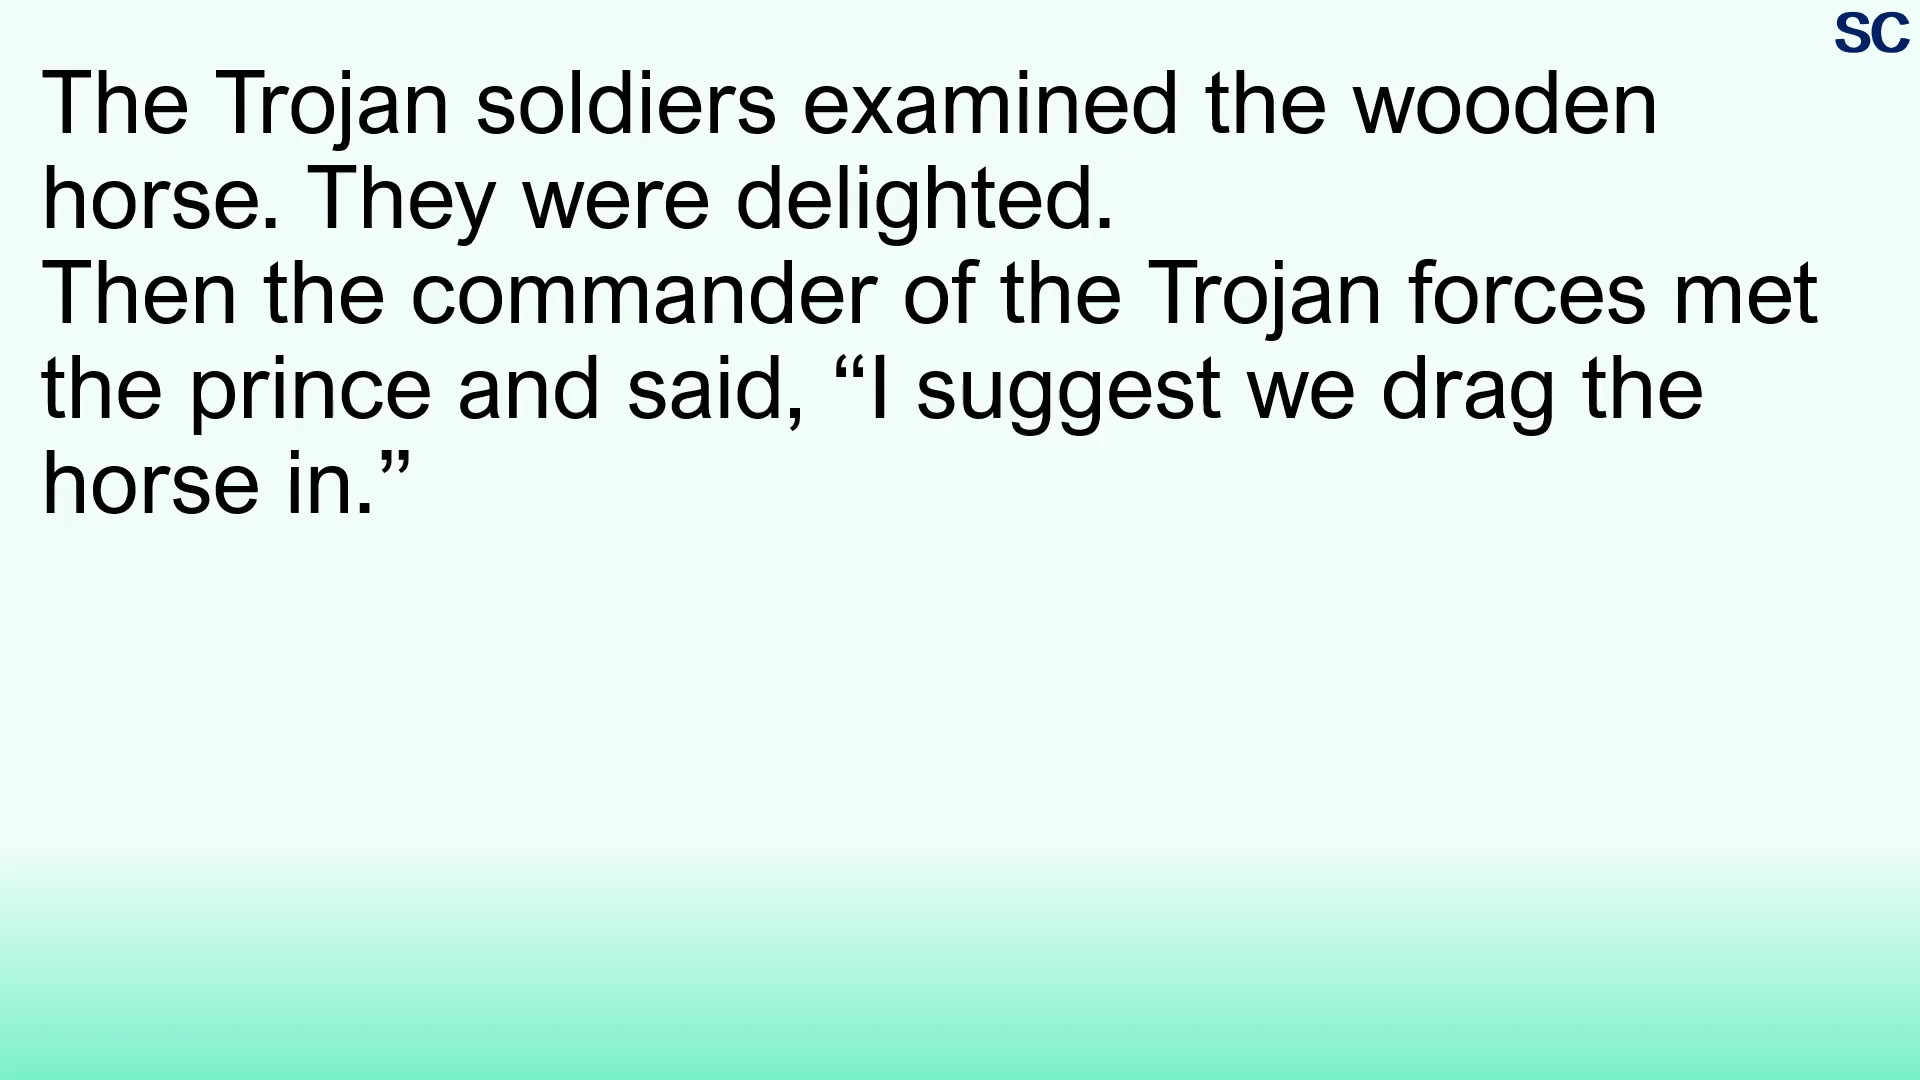 SC
The Trojan soldiers examined the wooden
horse. They were delighted.
Then the commander of the Trojan forces met
the prince and said, “I suggest we drag the
horse in.”